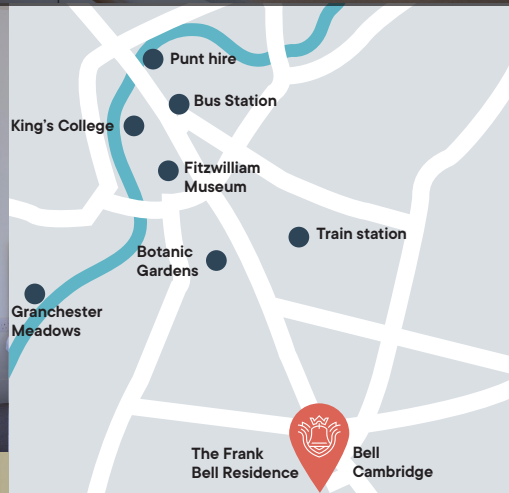 Punt hire
Bus Station
King's College
Fitzwilliam
Museum
Train station
Botanic
Gardens
Granchester
Meadows
The Frank
Bell Residence
Bell
Cambridge